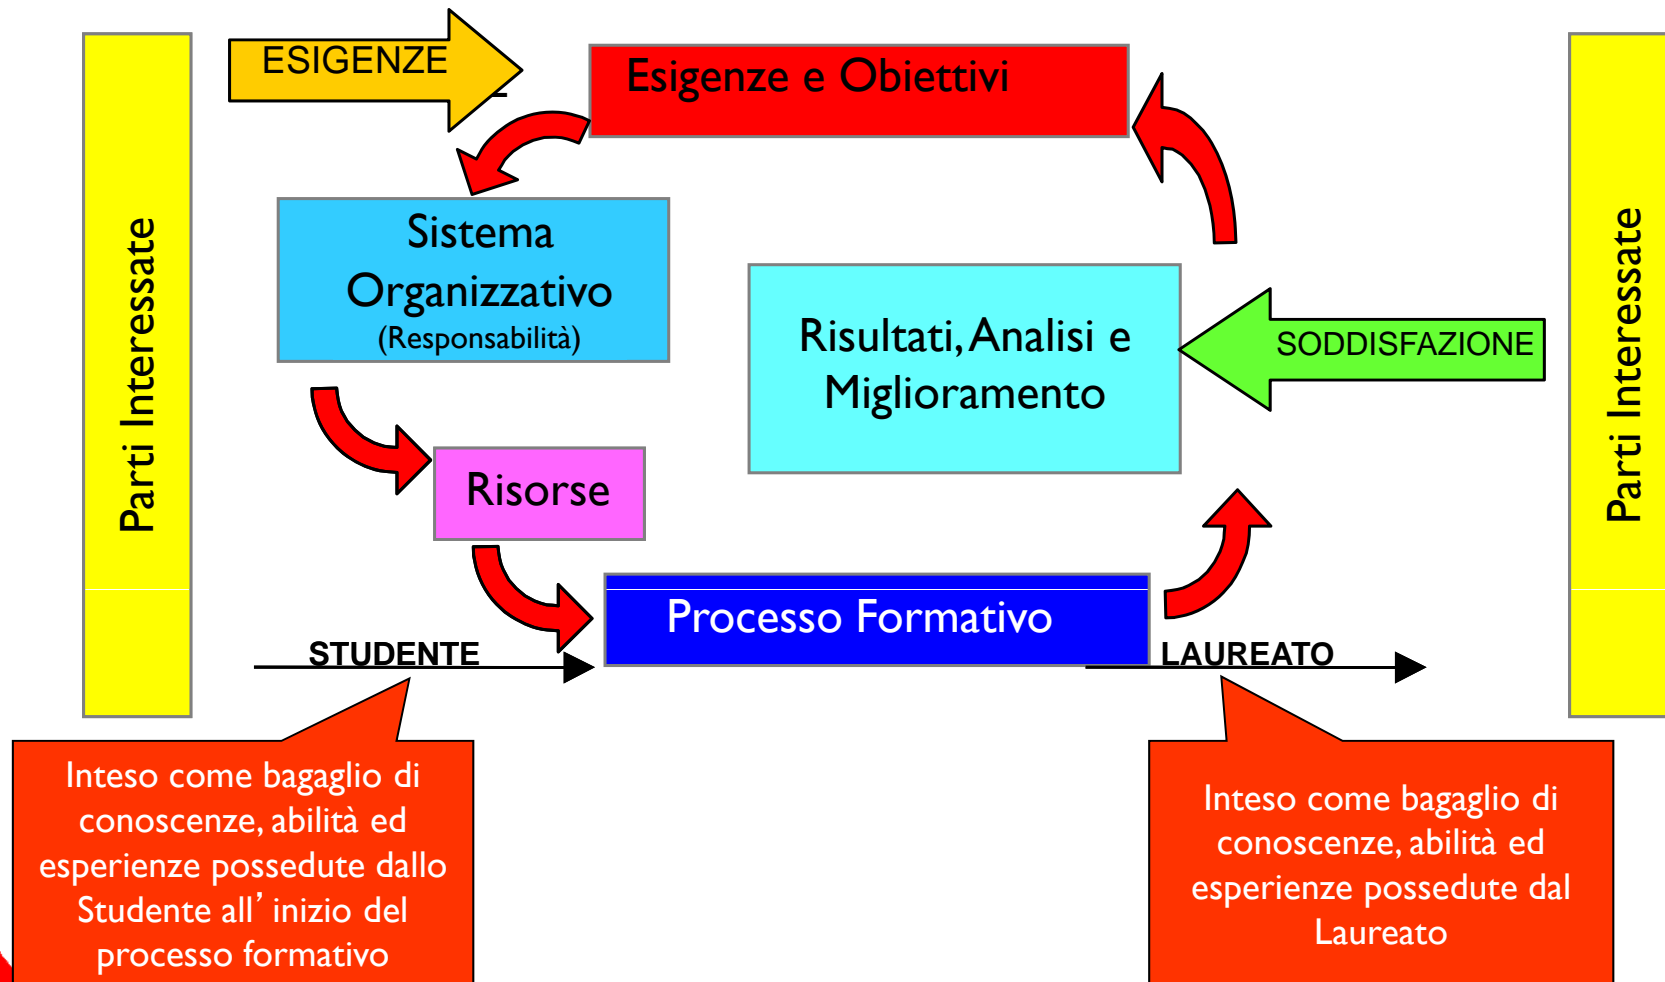 ESIGENZE
Esigenze e Obiettivi
Parti Interessate
Sistema
Organizzativo
(Responsabilità)
Risultati, Analisi e
Miglioramento
SODDISFAZIONE
Parti Interessate
Risorse
Processo Formativo
STUDENTE
LAUREATO
Inteso come bagaglio di
conoscenze, abilità ed
esperienze possedute dallo
Studente all’ inizio del
processo formativo
Inteso come bagaglio di
conoscenze, abilità ed
esperienze possedute dal
Laureato